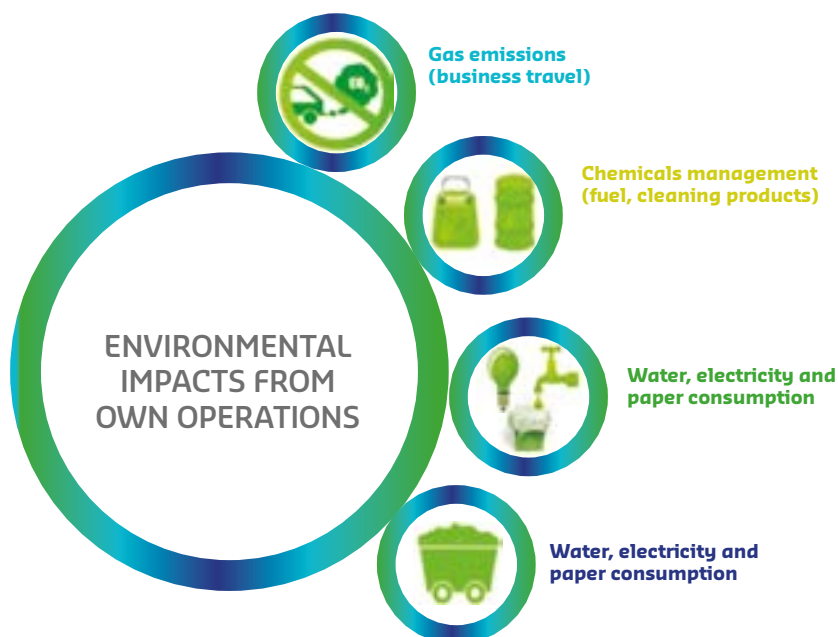 Gas emissions
(business travel)
Chemicals management
(fuel, cleaning products)
ENVIRONMENTAL
IMPACTS FROM
OWN OPERATIONS
Water, electricity and
paper consumption
Water, electricity and
paper consumption